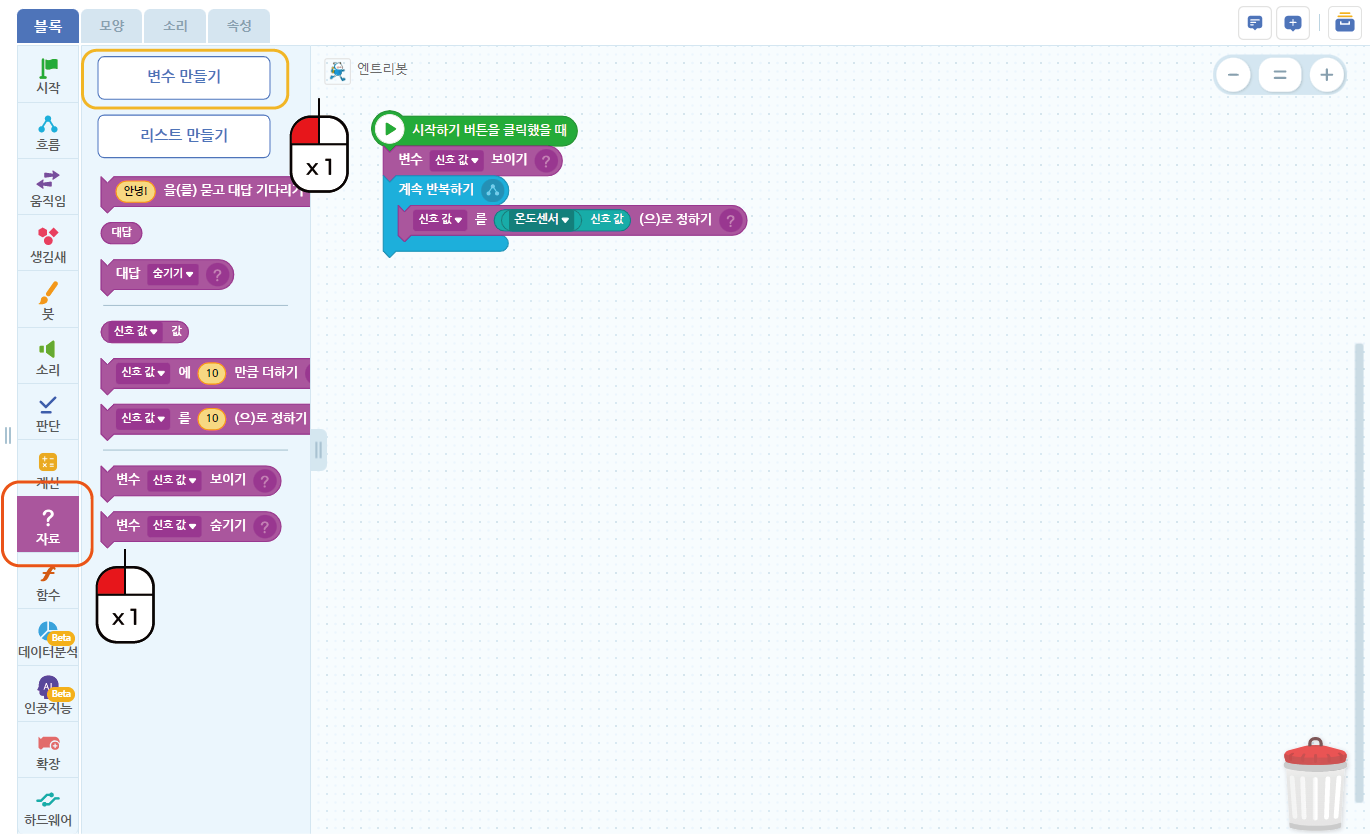 블록
모양
소리
속성
시작
흐름
움직임
생김새
붓
소리
판단
계산
?
자료
함수
Beta
데이터분석
AI
Beta
인공지능
확장
하드웨어
변수 만들기
리스트 만들기
x 1
안녕! 을(를) 묻고 대답 기다리기
대답
대답 숨기기 ▼ ?
신호 값 ▼ 값
신호 값 ▼ 에 10 만큼 더하기
신호 값 ▼ 를 10 (으)로 정하기
변수 신호 값 ▼ 보이기 ?
변수 신호 값 ▼ 숨기기 ?
x 1
엔트리봇
시작하기 버튼을 클릭했을 때
변수 신호 값 ▼ 보이기 ?
계속 반복하기
신호 값 ▼ 를 온도센서 ▼ 신호 값 (으)로 정하기 ?